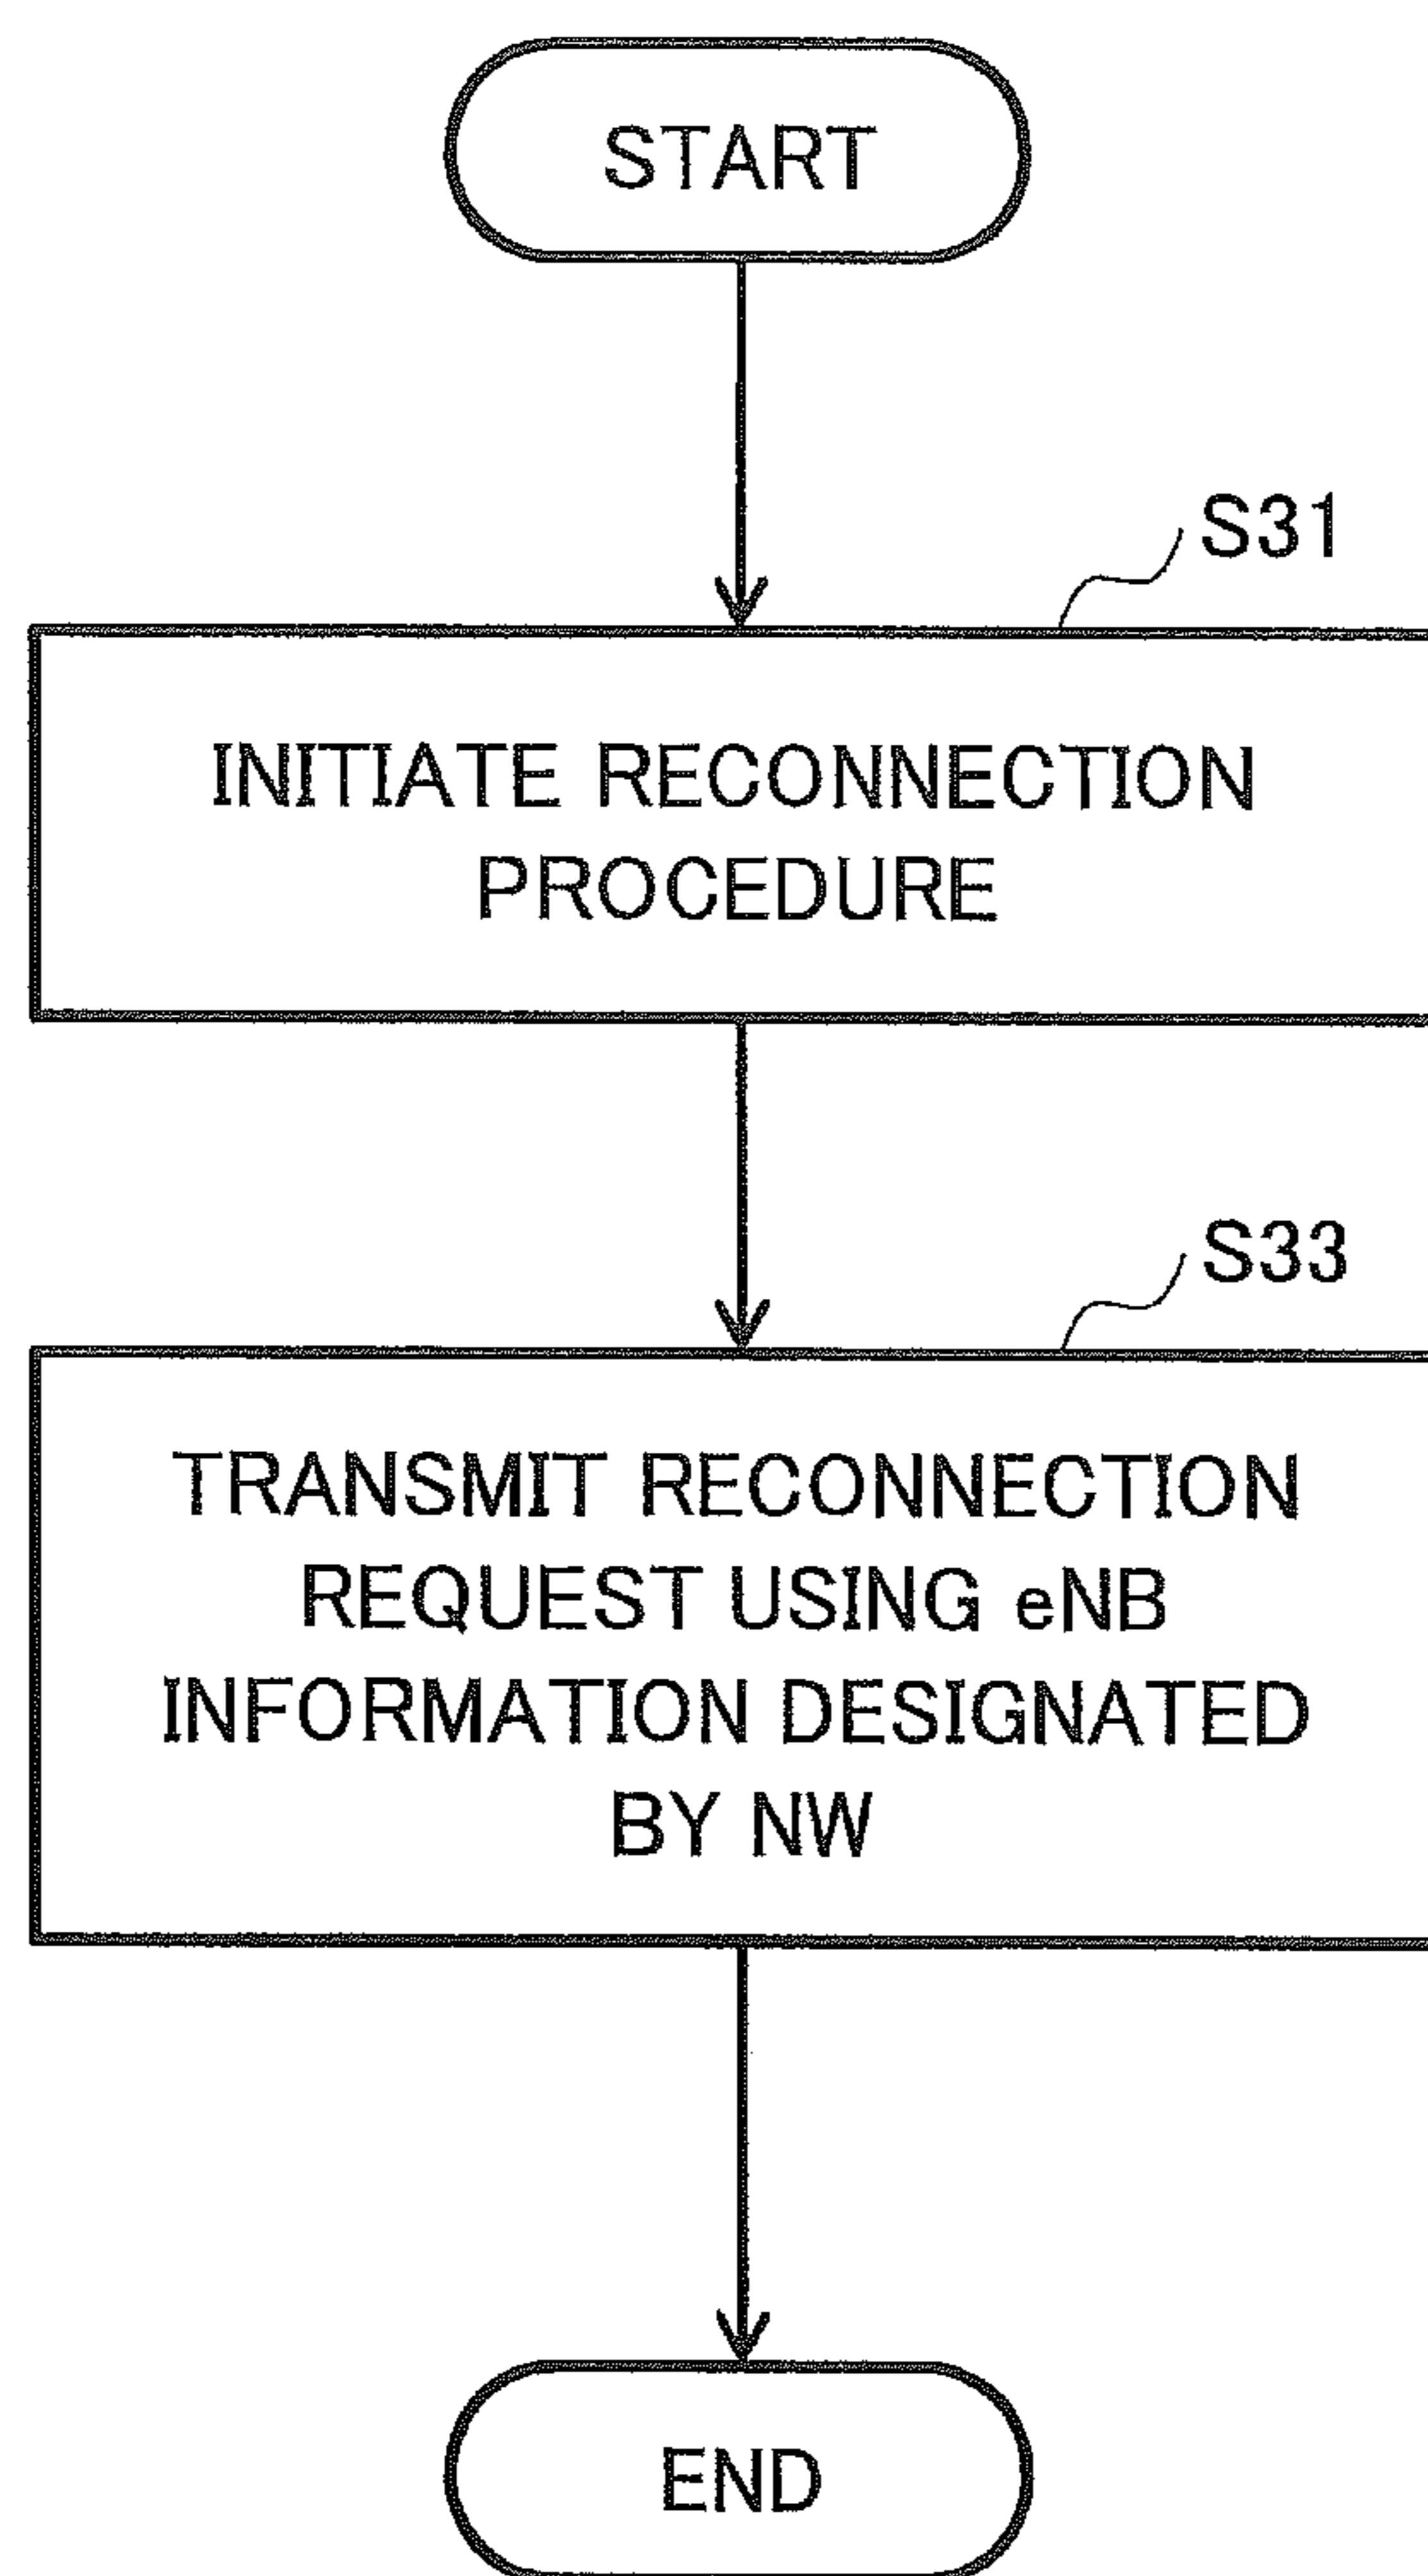 START
S31
INITIATE RECONNECTION
PROCEDURE
S33
TRANSMIT RECONNECTION
REQUEST USING eNB
INFORMATION DESIGNATED
BY NW
END